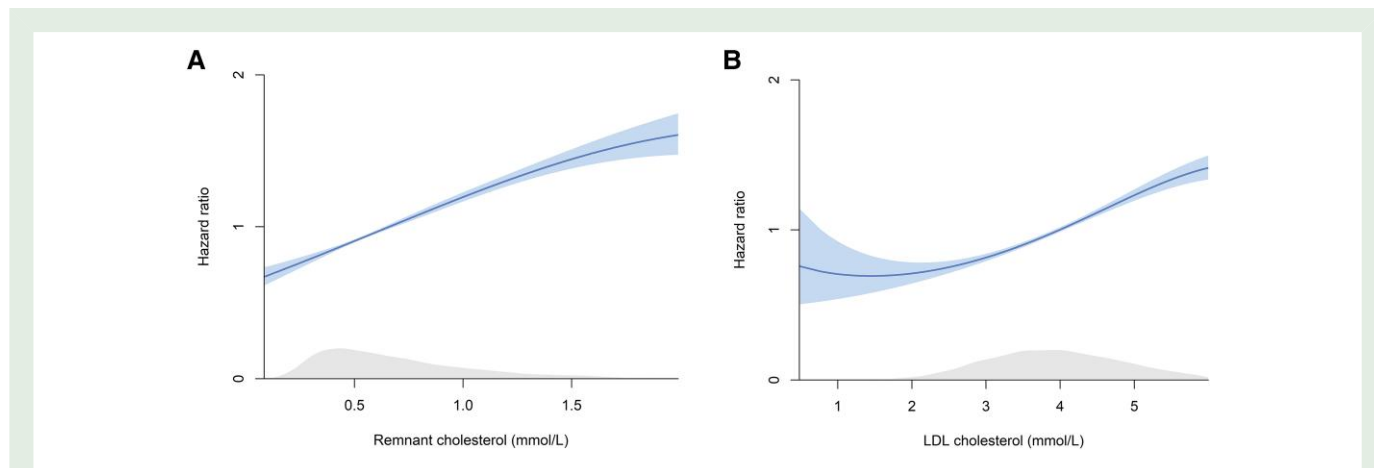 A
2
1
0
Hazard ratio
0.5 1.0 1.5
Remnant cholesterol (mmol/L)
B
2
1
0
Hazard ratio
1 2 3 4 5
LDL cholesterol (mmol/L)